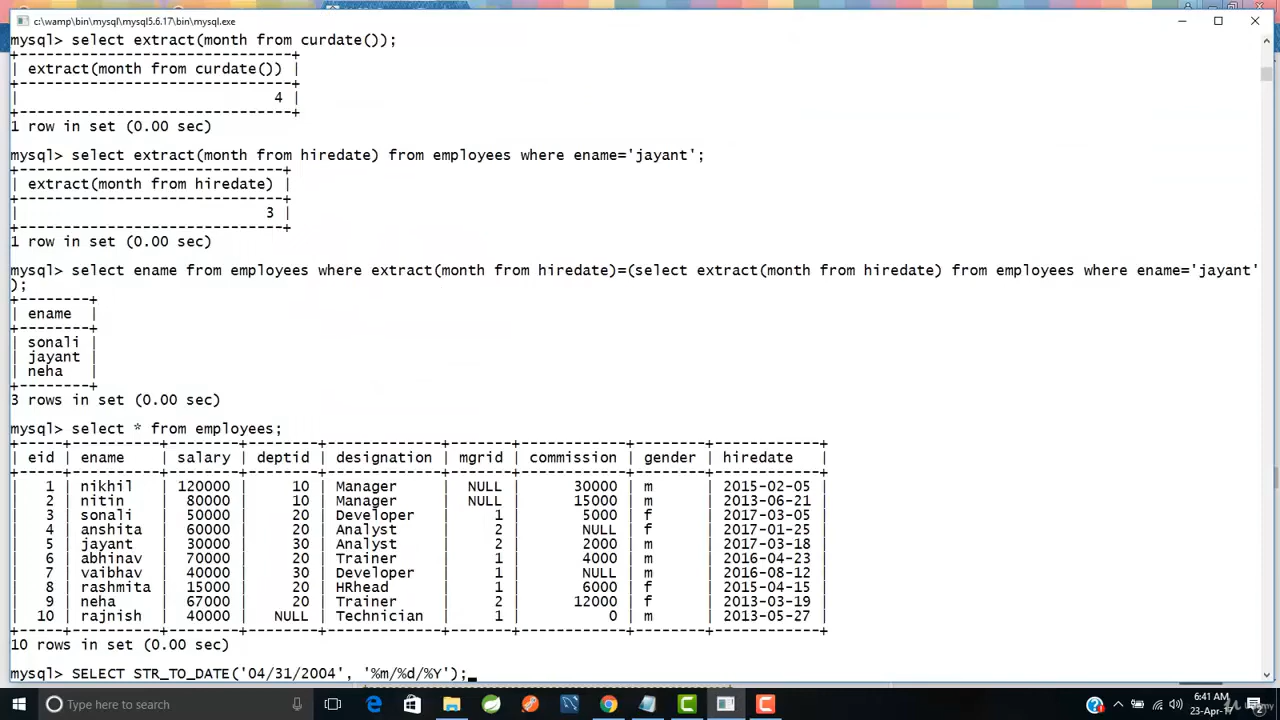 c:\wamp\bin\mysql\mysql5.6.17\bin\mysql.exe
mysql> select extract(month from curdate());
+------------------------------+
| extract(month from curdate()) |
+------------------------------+
|                             4 |
+------------------------------+
1 row in set (0.00 sec)
mysql> select extract(month from hiredate) from employees where ename='jayant';
+------------------------------+
| extract(month from hiredate) |
+------------------------------+
|                            3 |
+------------------------------+
1 row in set (0.00 sec)
mysql> select ename from employees where extract(month from hiredate)=(select extract(month from hiredate) from employees where ename='jayant'
);
+--------+
| ename  |
+--------+
| sonali |
| jayant |
| neha   |
+--------+
3 rows in set (0.00 sec)
mysql> select * from employees;
+-----+----------+--------+--------+-------------+-------+------------+--------+------------+
| eid | ename    | salary | deptid | designation | mgrid | commission | gender | hiredate   |
+-----+----------+--------+--------+-------------+-------+------------+--------+------------+
|   1 | nikhil   | 120000 |     10 | Manager     |  NULL |      30000 | m      | 2015-02-05 |
|   2 | nitin    |  80000 |     10 | Manager     |  NULL |      15000 | m      | 2013-06-21 |
|   3 | sonali   |  50000 |     20 | Developer   |     1 |       5000 | f      | 2017-03-05 |
|   4 | anshita  |  60000 |     20 | Analyst     |     2 |       NULL | f      | 2017-01-25 |
|   5 | jayant   |  30000 |     30 | Analyst     |     2 |       2000 | m      | 2017-03-18 |
|   6 | abhinav  |  70000 |     20 | Trainer     |     1 |       4000 | m      | 2016-04-23 |
|   7 | vaibhav  |  40000 |     30 | Developer   |     1 |       NULL | m      | 2016-08-12 |
|   8 | rashmita |  15000 |     20 | HRhead      |     1 |       6000 | f      | 2015-04-15 |
|   9 | neha     |  67000 |     20 | Trainer     |     2 |      12000 | f      | 2013-03-19 |
|  10 | rajnish  |  40000 |   NULL | Technician  |     1 |          0 | m      | 2013-05-27 |
+-----+----------+--------+--------+-------------+-------+------------+--------+------------+
10 rows in set (0.00 sec)
mysql> SELECT STR_TO_DATE('04/31/2004', '%m/%d/%Y');
Type here to search
6:41 AM
23-Apr-17